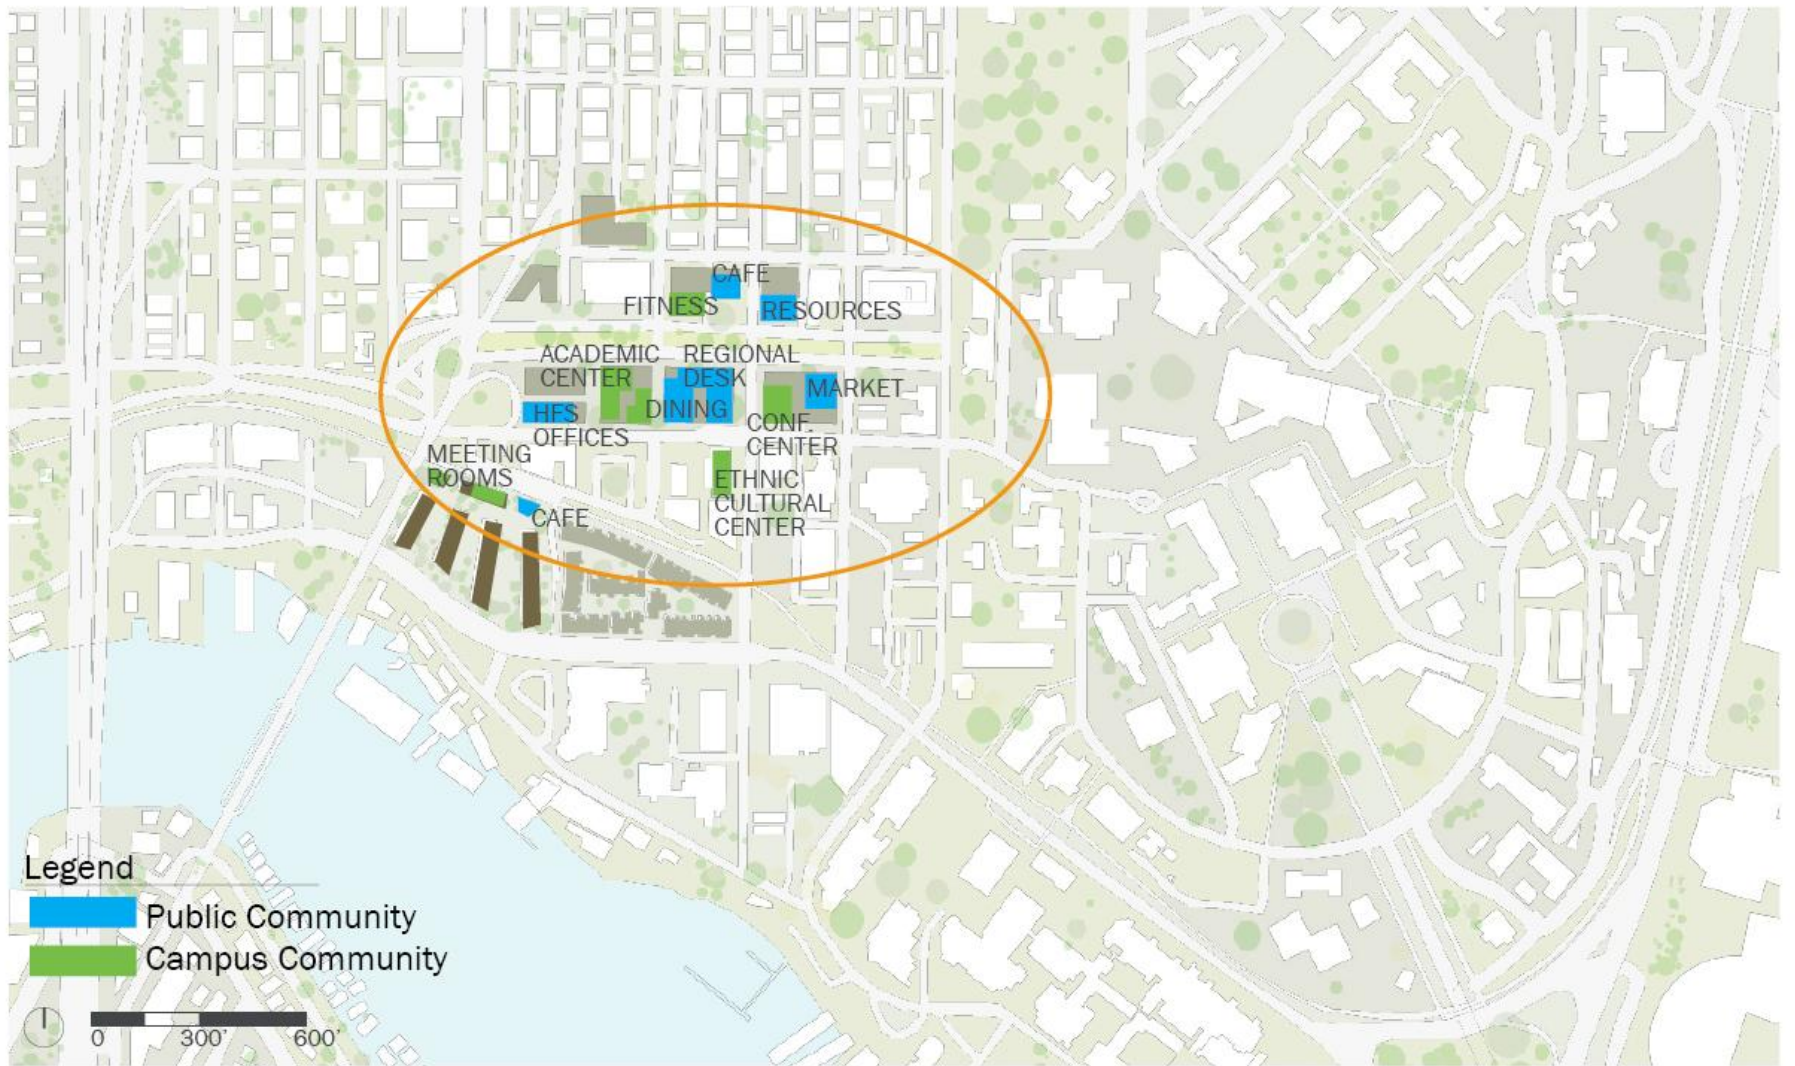 CAFE
FITNESS
RESOURCES
ACADEMIC
CENTER
REGIONAL
DESK
DINING
MARKET
HFS
OFFICES
CONF.
CENTER
MEETING
ROOMS
ETHNIC
CULTURAL
CENTER
CAFE
Legend
Public Community
Campus Community
0 300' 600'